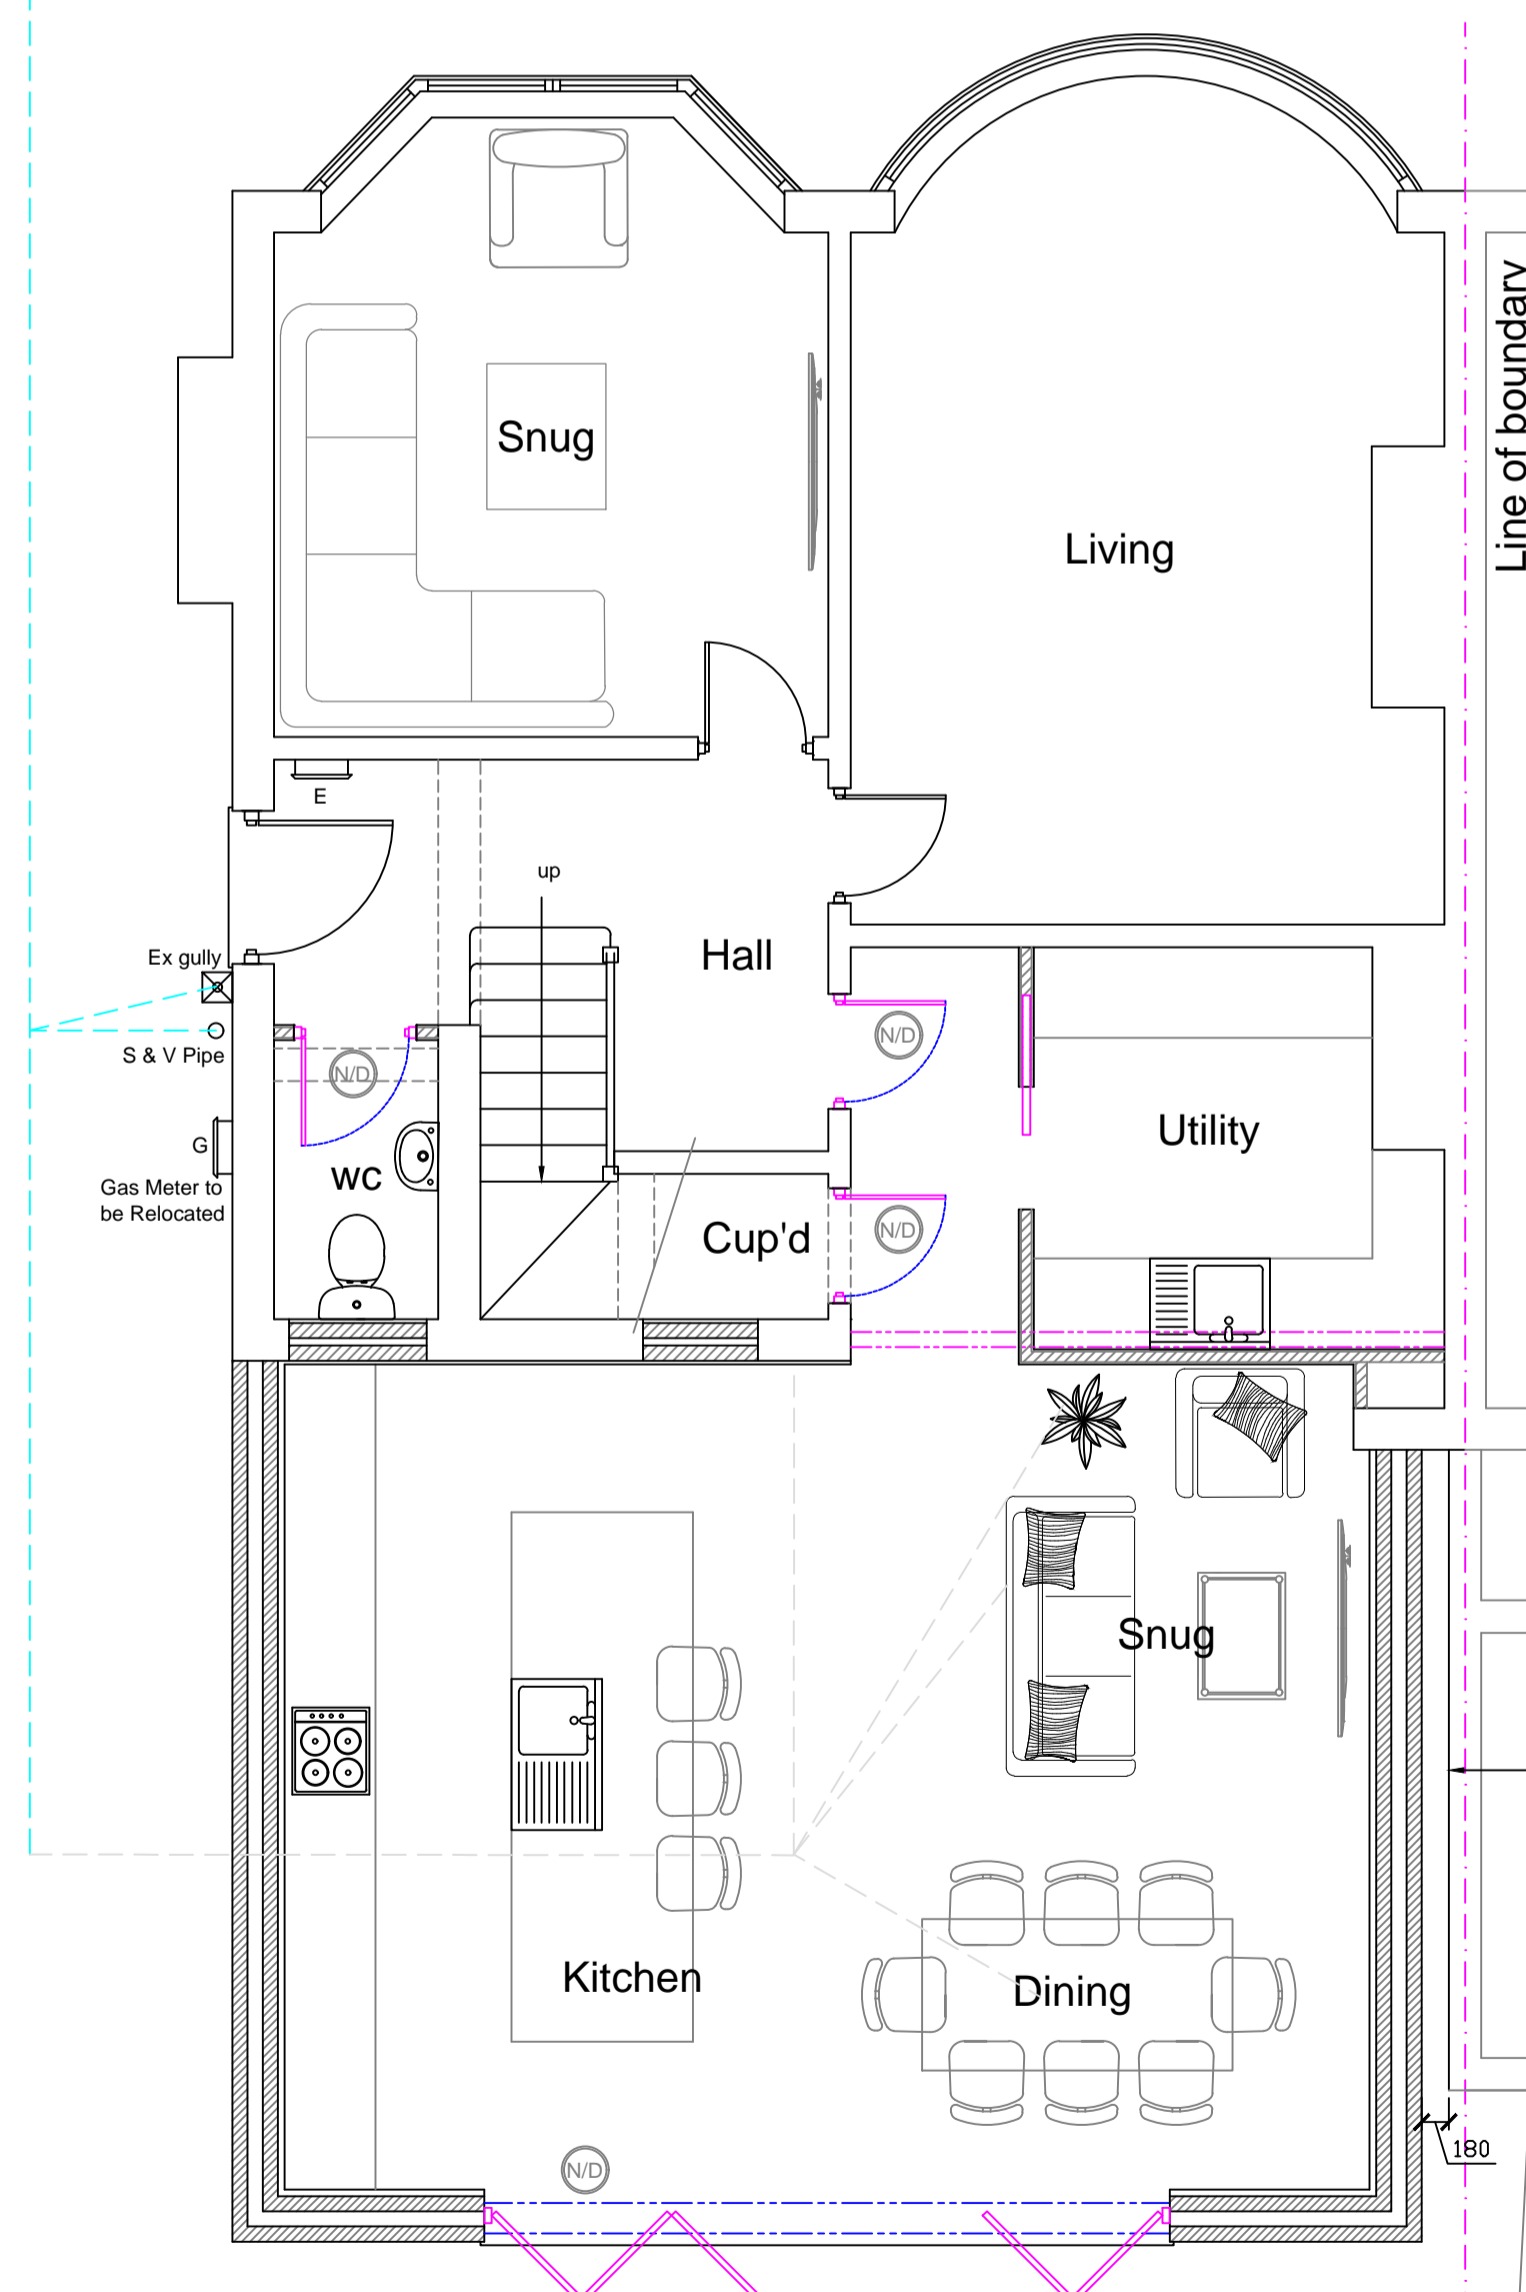 Line of boundary
Snug
Living
E
up
Ex gully
Hall
S & V Pipe
N/D
N/D
G
Utility
wc
Gas Meter to
be Relocated
Cup'd
N/D
Snug
Kitchen
Dining
180
N/D